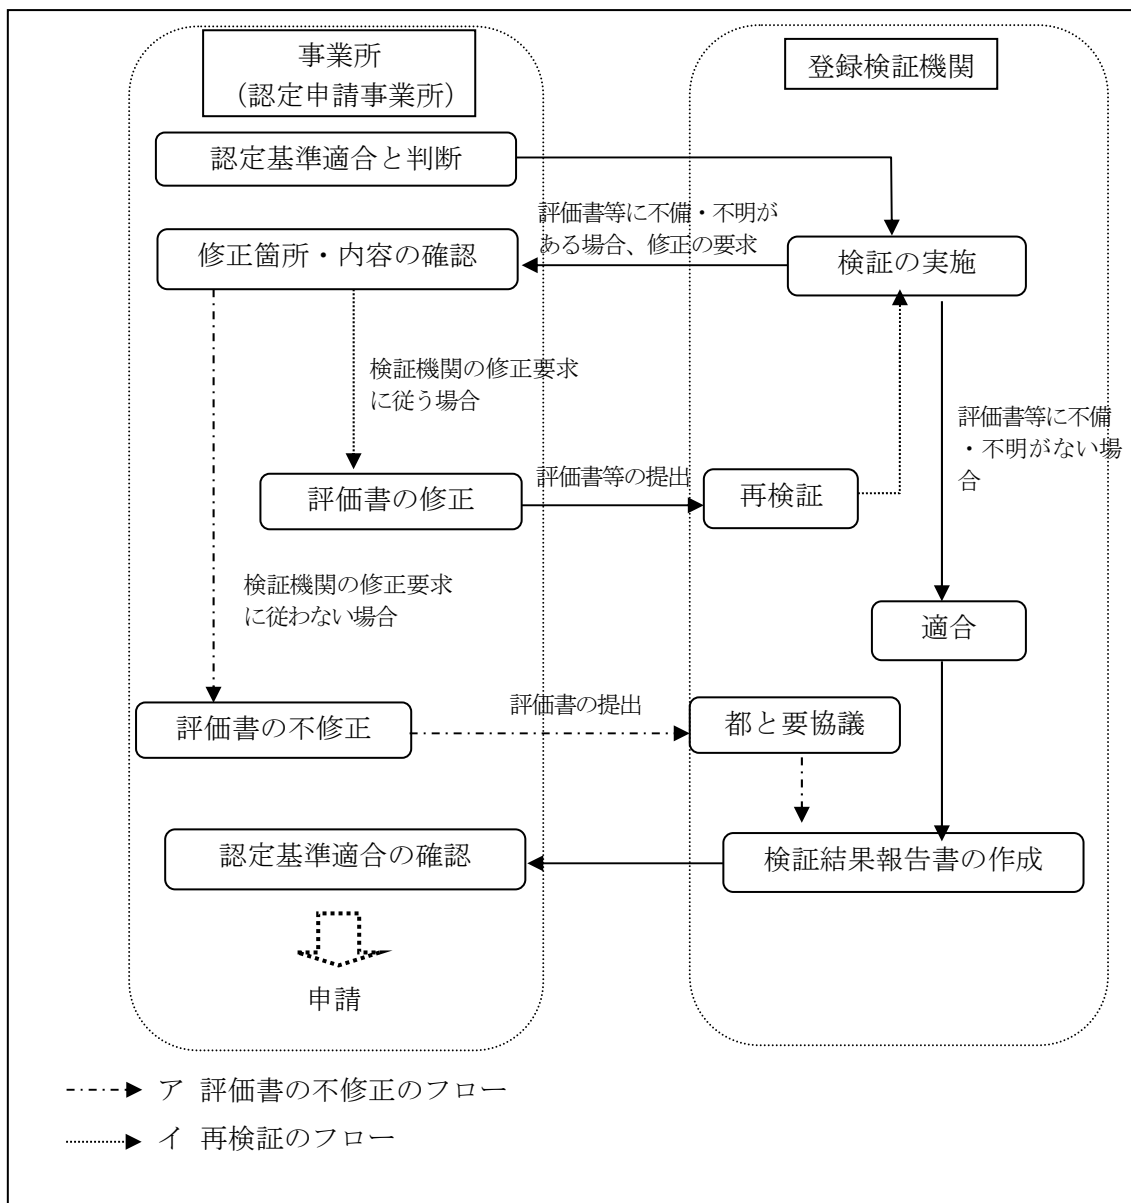 事業所
（認定申請事業所）
登録検証機関
認定基準適合と判断
評価書等に不備・不明が
ある場合、修正の要求
修正箇所・内容の確認
検証の実施
検証機関の修正要求
に従う場合
評価書等に不備
・不明がない場
合
評価書の修正
評価書等の提出
再検証
検証機関の修正要求
に従わない場合
適合
評価書の不修正
評価書の提出
都と要協議
認定基準適合の確認
検証結果報告書の作成
申請
ア 評価書の不修正のフロー
イ 再検証のフロー